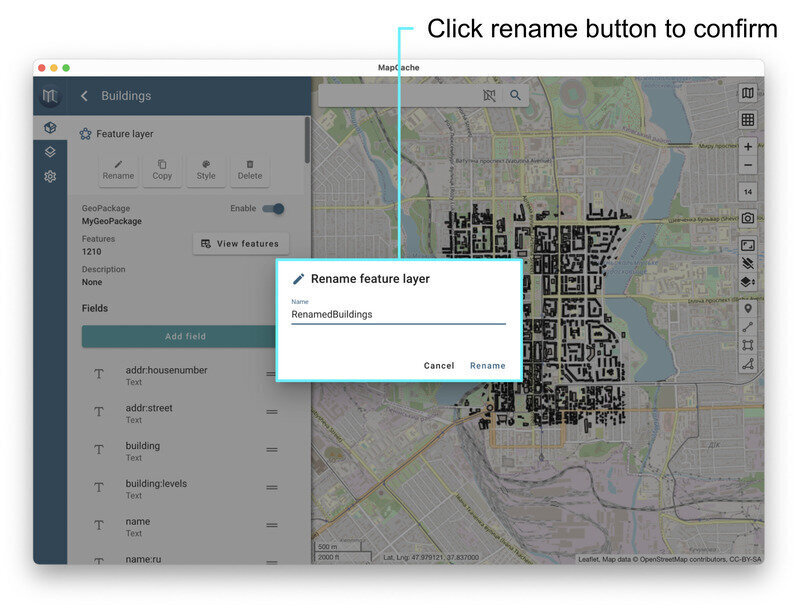 Click rename button to confirm
MapCache
Buildings
Feature layer
Rename
Copy
Style
Delete
GeoPackage
Enable
MyGeoPackage
Features
1210
View features
Description
None
Fields
Add field
addr:housenumber
Text
addr:street
Text
building
Text
building:levels
Text
name
Text
name:ru
Rename feature layer
Name
RenamedBuildings
Cancel
Rename
14
500 m
2000 ft
Lat, Lng: 47.979121, 37.837000
Leaflet, Map data © OpenStreetMap contributors, CC-BY-SA